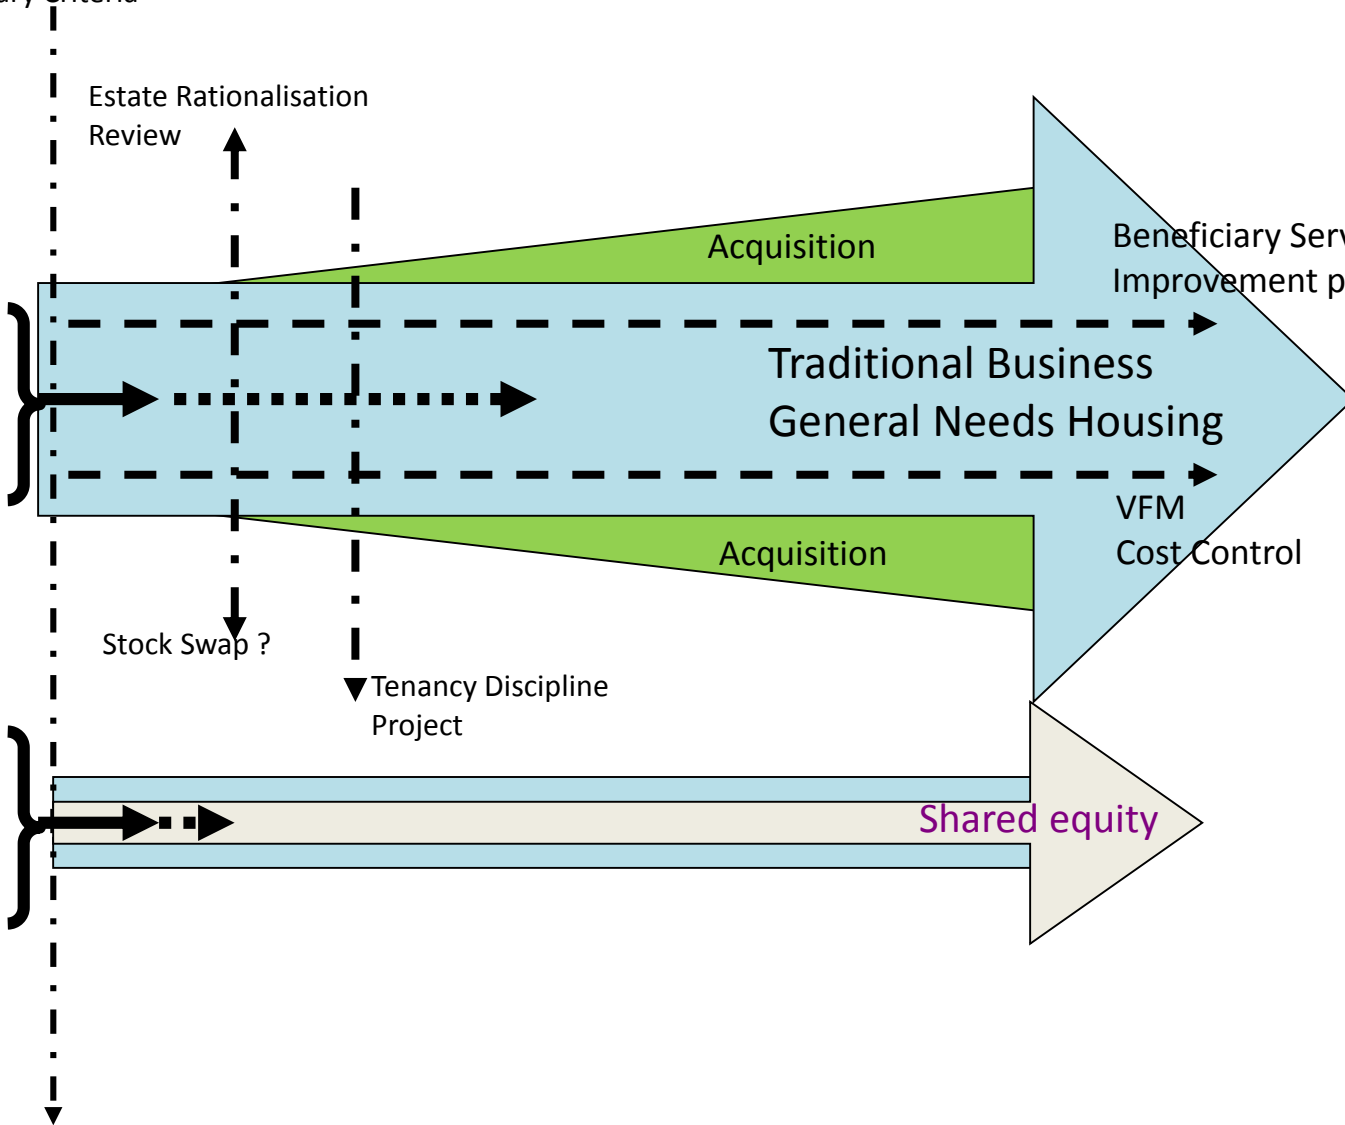 Criteria
Estate Rationalisation
Review
Acquisition
Beneficiary
Improvement
Traditional Business
General Needs Housing
VFM
Cost Control
Acquisition
Stock Swap ?
Tenancy Discipline
Project
Shared equity